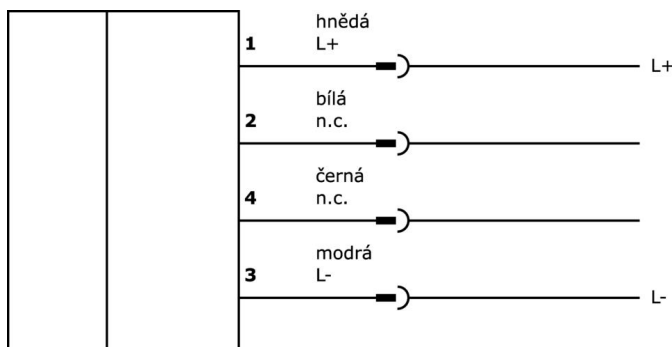 hnědá
1 L+
L+
bílá
2 n.c.
černá
4 n.c.
modrá
3 L-
L-